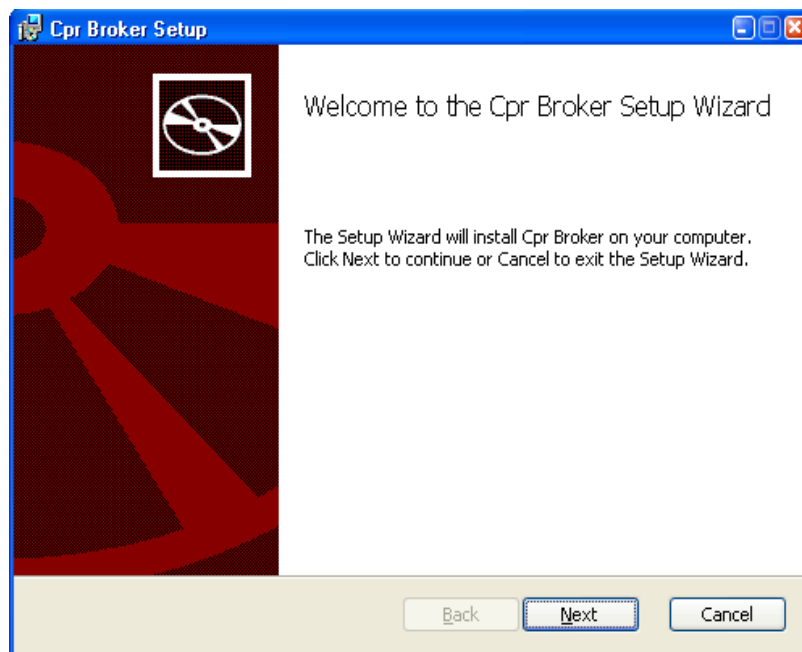 Cpr Broker Setup
Welcome to the Cpr Broker Setup Wizard
The Setup Wizard will install Cpr Broker on your computer.
Click Next to continue or Cancel to exit the Setup Wizard.
Back Next Cancel